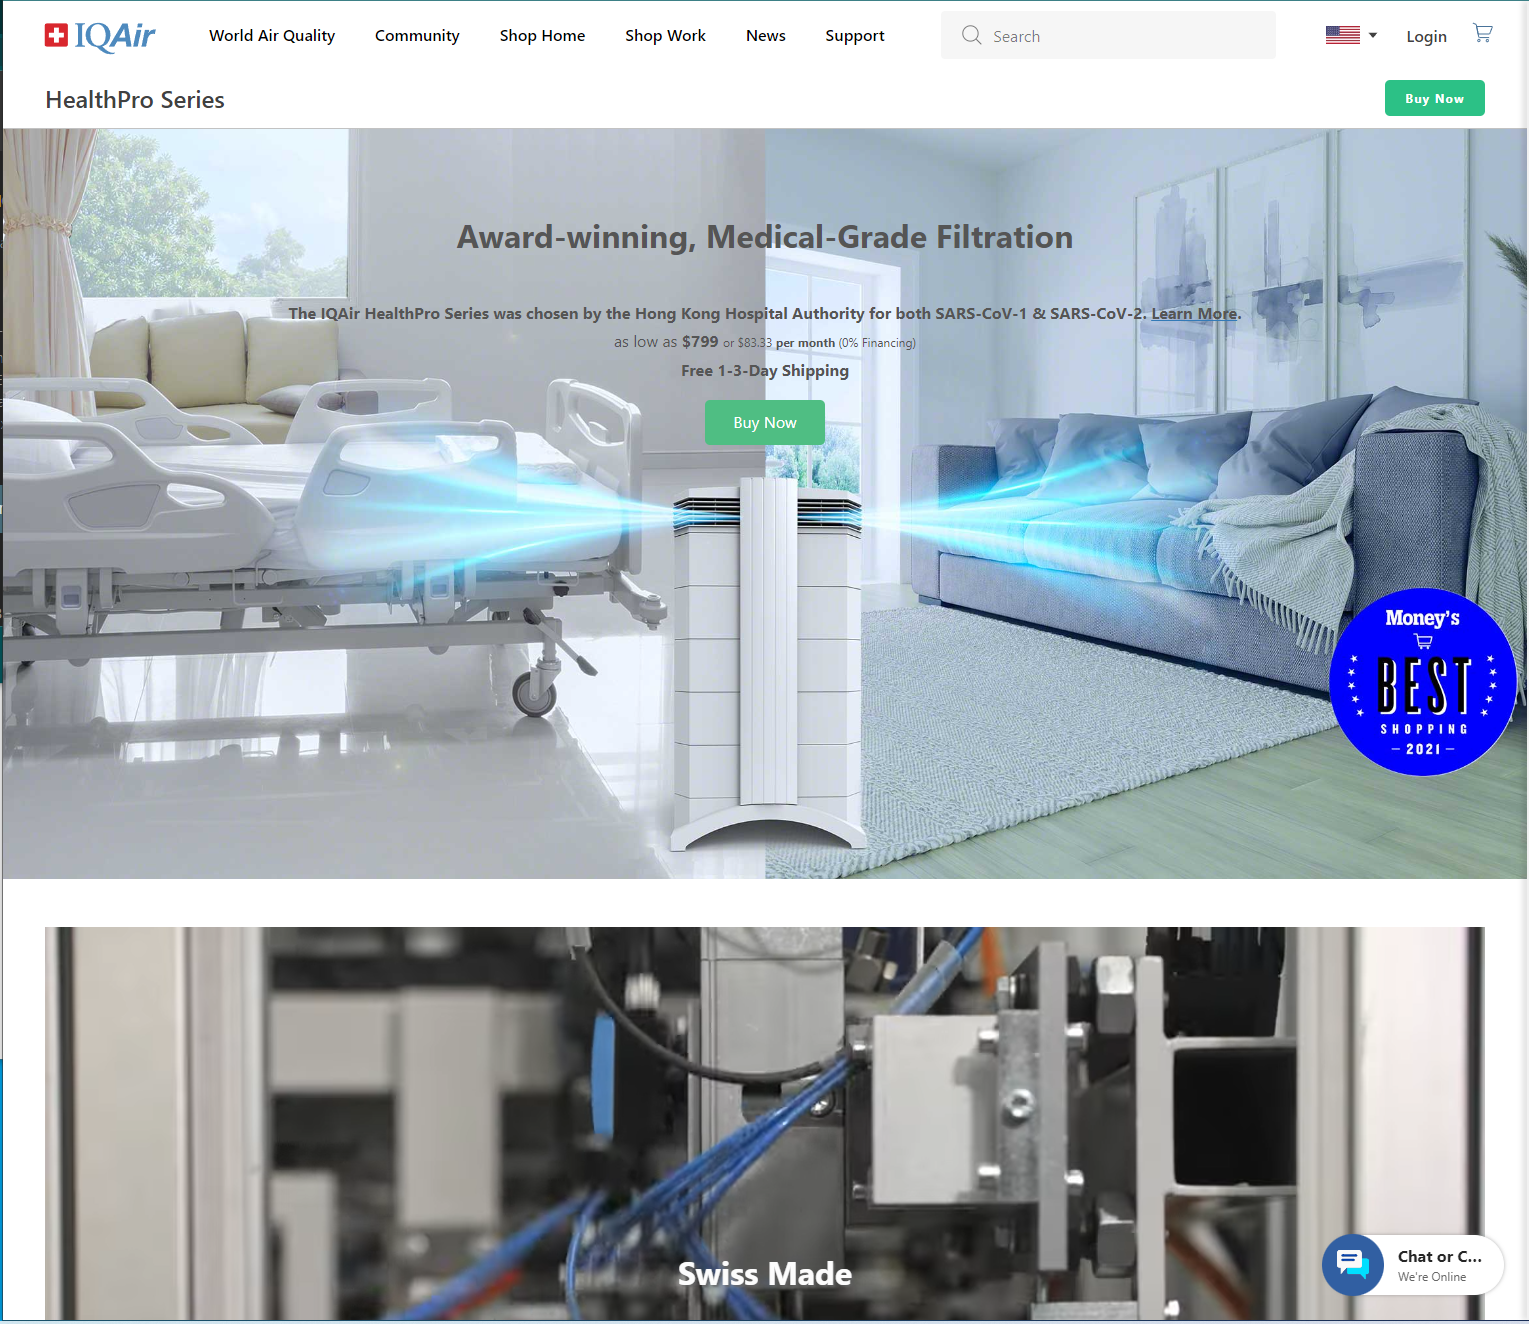 IQAir
World Air Quality
Community
Shop Home
Shop Work
News
Support
Search
Login
HealthPro Series
Buy Now
Award-winning, Medical-Grade Filtration
The IQAir HealthPro Series was chosen by the Hong Kong Hospital Authority for both SARS-CoV-1 & SARS-CoV-2. Learn More.
as low as $799 or $83.33 per month (0% Financing)
Free 1-3-Day Shipping
Buy Now
Money's
BEST
SHOPPING
– 2021 –
Swiss Made
Chat or C...
We're Online